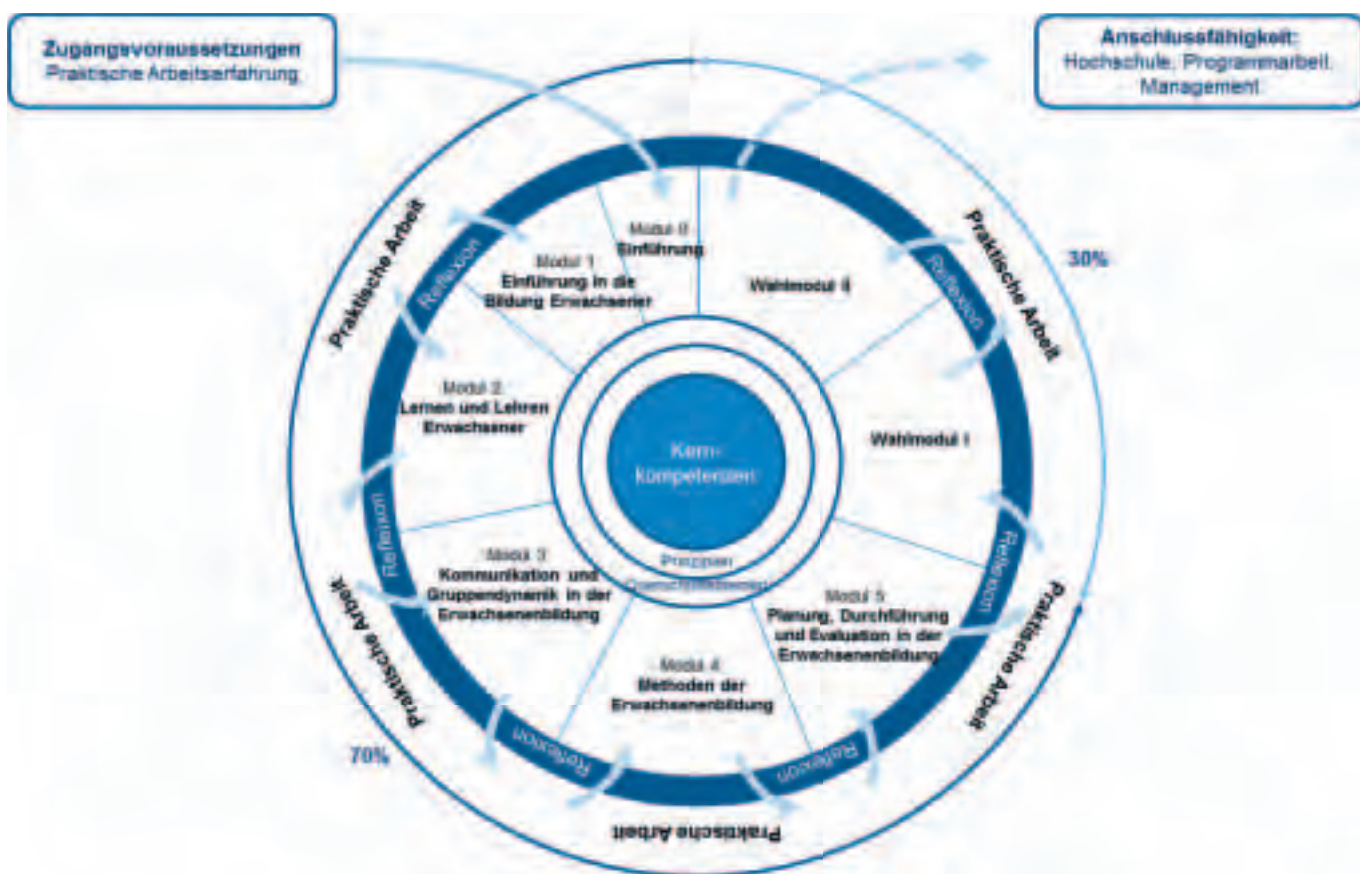 Zugangsvoraussetzungen
Praktische Arbeitserfahrung
Anschlussfähigkeit:
Hochschule, Programmarbeit,
Management
Modul 0
Einführung
Modul 1
Einführung in die
Bildung Erwachsener
Modul 2
Lernen und Lehren
Erwachsener
Modul 3
Kommunikation und
Gruppendynamik in der
Erwachsenenbildung
Modul 4
Methoden der
Erwachsenenbildung
Modul 5
Planung, Durchführung
und Evaluation in der
Erwachsenenbildung
Wahlmodul I
Wahlmodul II
Kern-
kompetenzen
Prinzipien
Reflexion
Reflexion
Reflexion
Reflexion
Reflexion
Reflexion
Praktische Arbeit
Praktische Arbeit
Praktische Arbeit
Praktische Arbeit
Praktische Arbeit
70%
30%